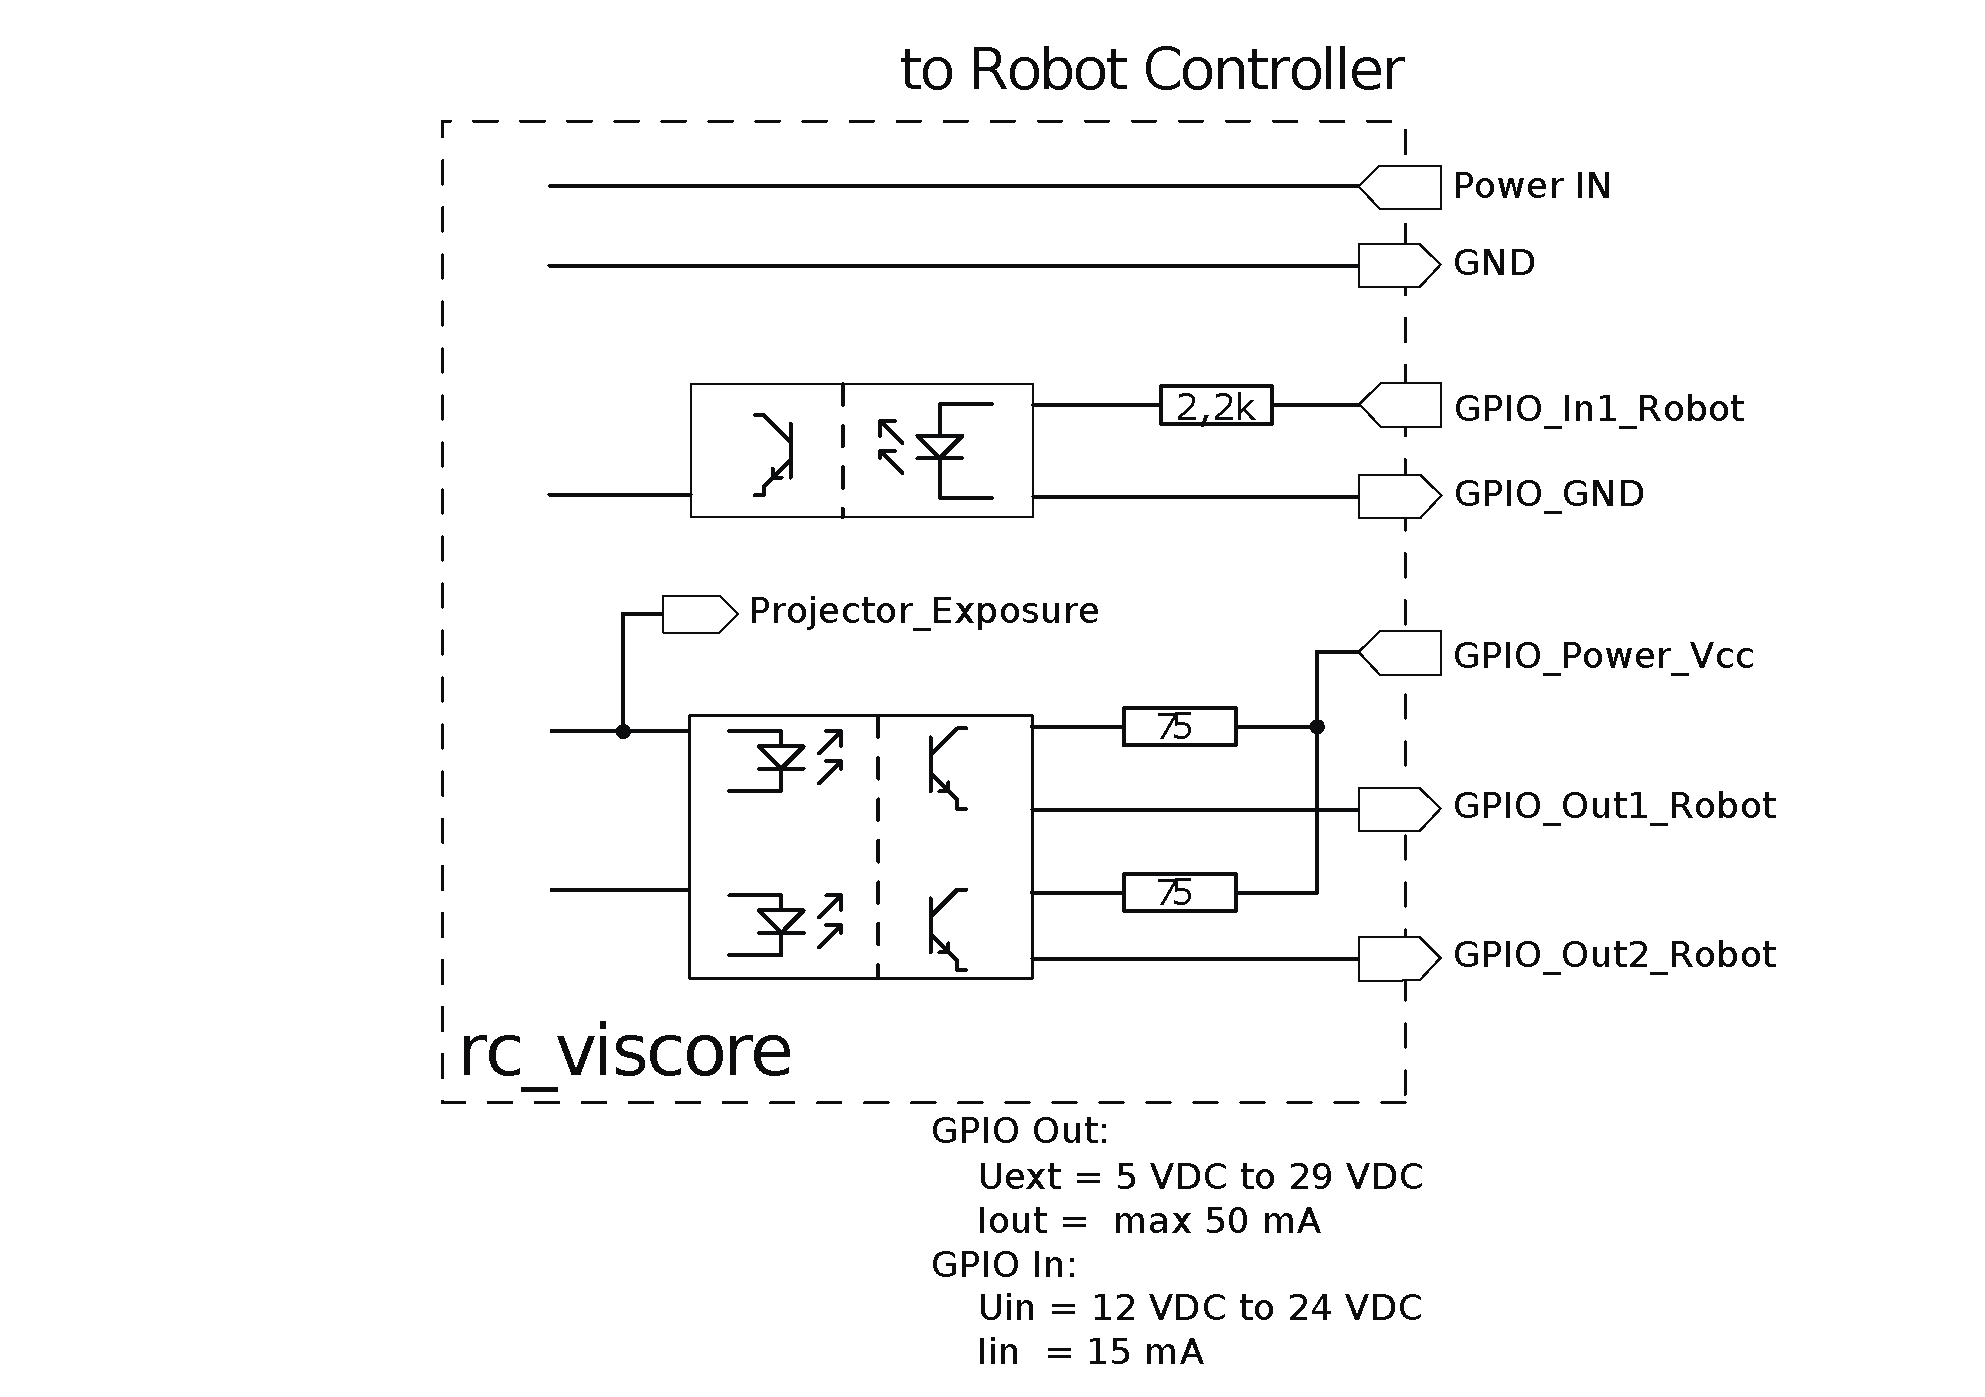 to Robot Controller
Power IN
GND
2,2k
GPIO_In1_Robot
GPIO_GND
Projector_Exposure
GPIO_Power_Vcc
75
GPIO_Out1_Robot
75
GPIO_Out2_Robot
rc_viscore
GPIO Out:
Uext = 5 VDC to 29 VDC
Iout = max 50 mA
GPIO In:
Uin = 12 VDC to 24 VDC
Iin = 15 mA